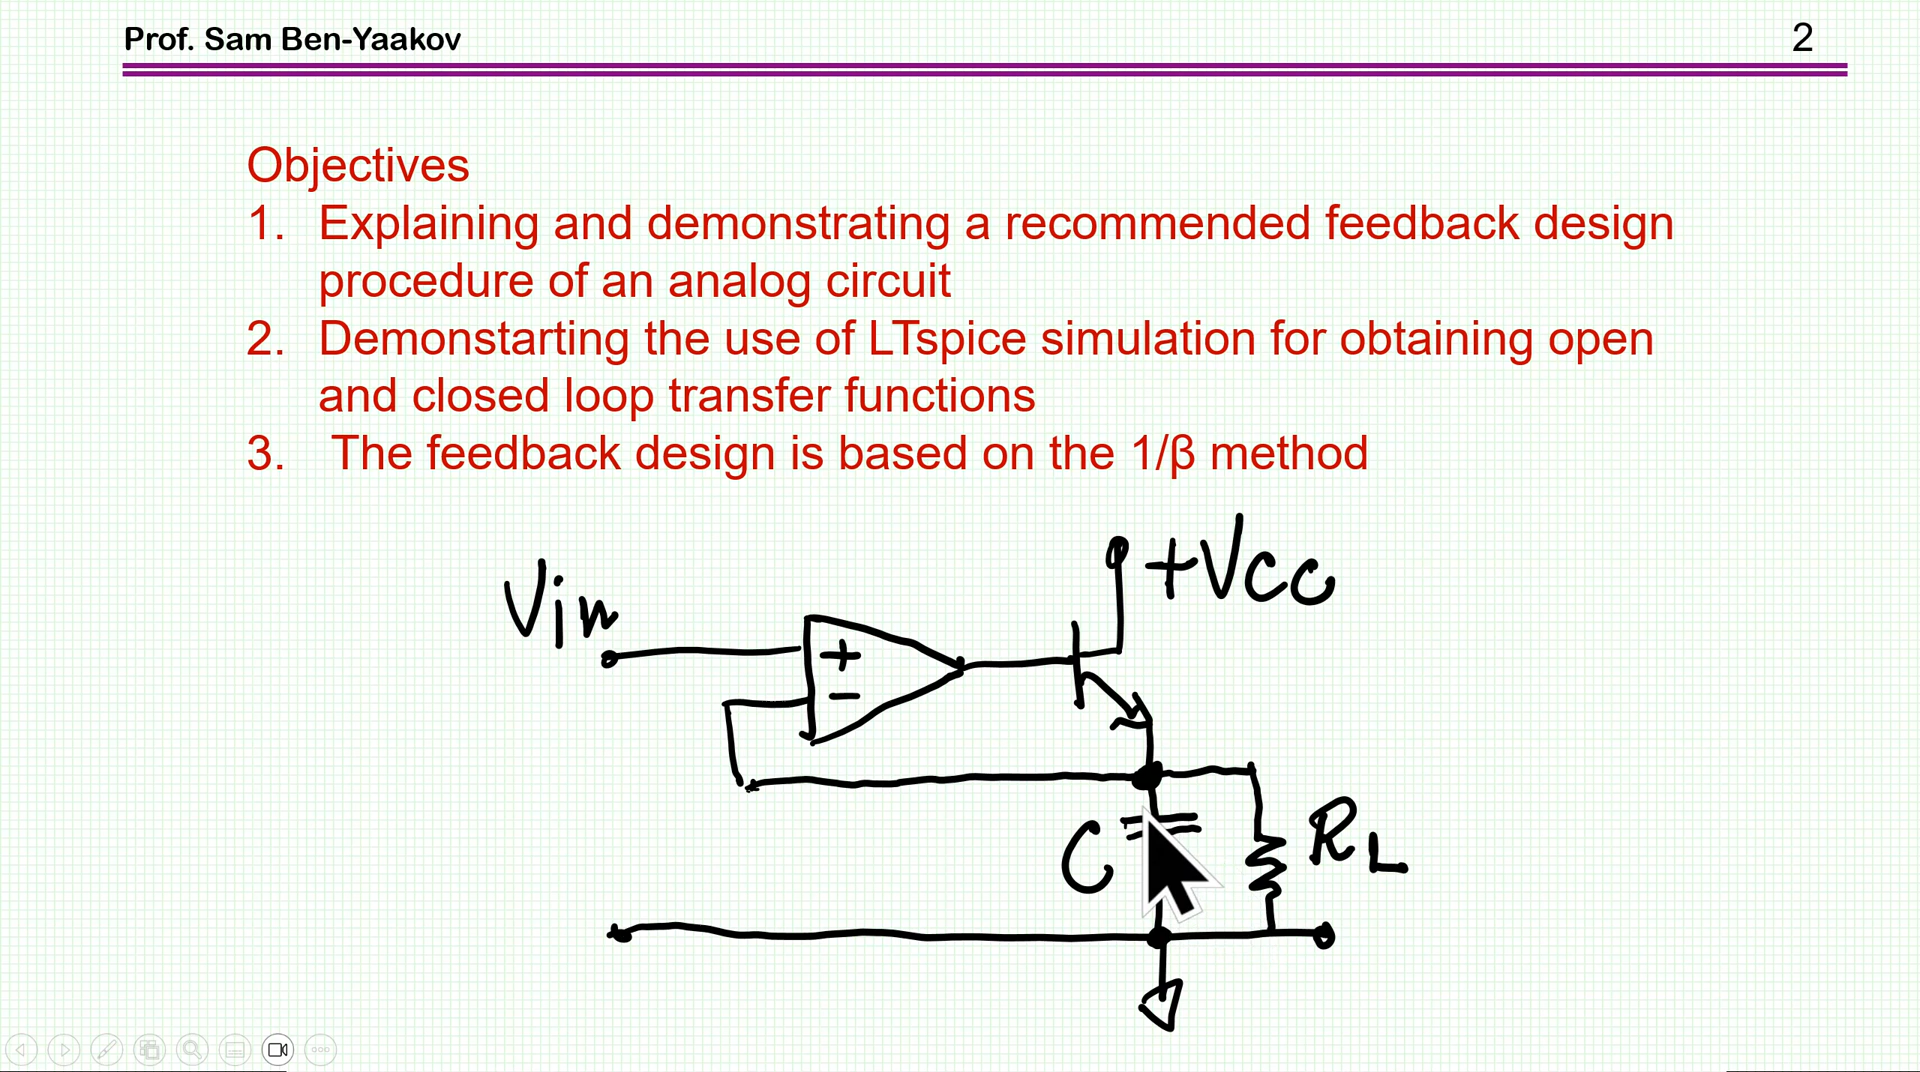 Prof. Sam Ben-Yaakov
2
Objectives
1. Explaining and demonstrating a recommended feedback design
procedure of an analog circuit
2. Demonstarting the use of LTspice simulation for obtaining open
and closed loop transfer functions
3. The feedback design is based on the 1/β method
+Vcc
Vin
+
-
C
RL